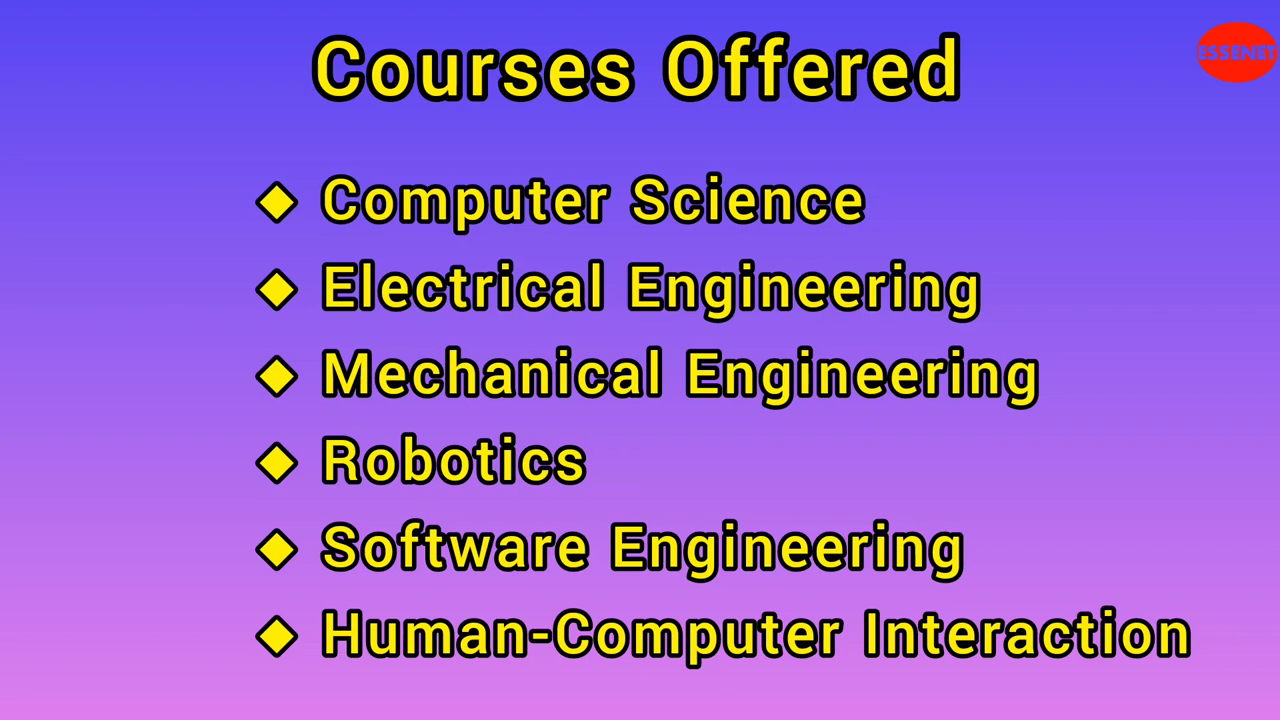 Courses Offered
ESSENET
◆ Computer Science
◆ Electrical Engineering
◆ Mechanical Engineering
◆ Robotics
◆ Software Engineering
◆ Human-Computer Interaction